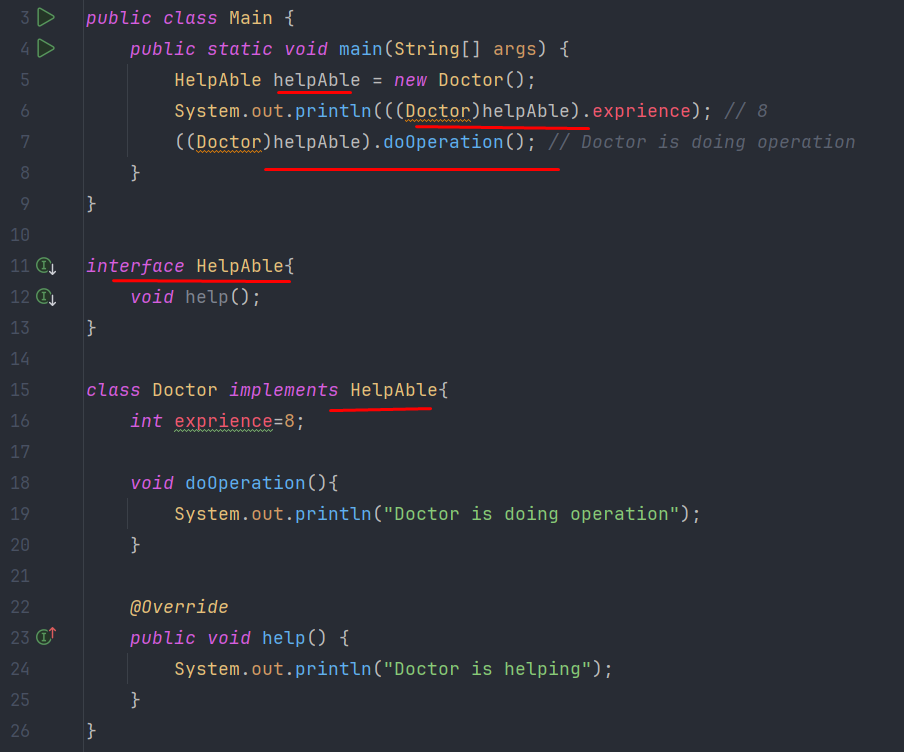 3 public class Main {
4 public static void main(String[] args) {
5 HelpAble helpAble = new Doctor();
6 System.out.println(((Doctor)helpAble).exprience); // 8
7 ((Doctor)helpAble).doOperation(); // Doctor is doing operation
8 }
9 }
10
11 interface HelpAble{
12 void help();
13 }
14
15 class Doctor implements HelpAble{
16 int exprience=8;
17
18 void doOperation(){
19 System.out.println("Doctor is doing operation");
20 }
21
22 @Override
23 public void help() {
24 System.out.println("Doctor is helping");
25 }
26 }